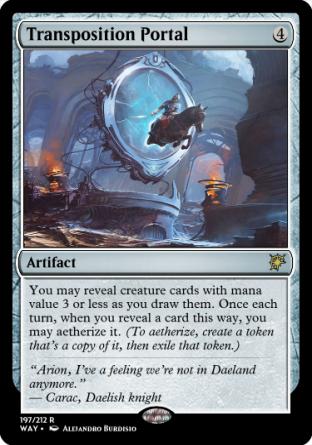 Transposition Portal 4
Artifact
You may reveal creature cards with mana
value 3 or less as you draw them. Once each
turn, when you reveal a card this way, you
may aetherize it. (To aetherize, create a token
that's a copy of it, then exile that token.)
"Arion, I've a feeling we're not in Daeland
anymore."
— Carac, Daelish knight
197/212 R
WAY • Alejandro Burdisio